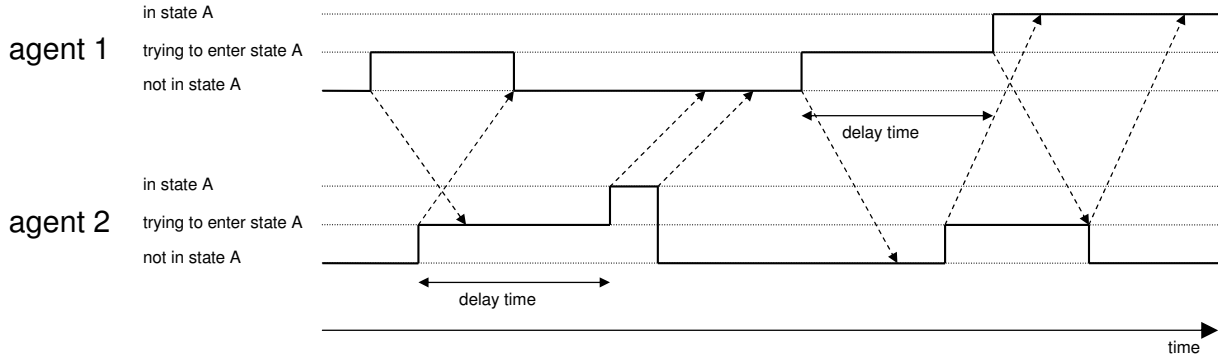 in state A
agent 1
trying to enter state A
not in state A
delay time
in state A
agent 2
trying to enter state A
not in state A
delay time
time